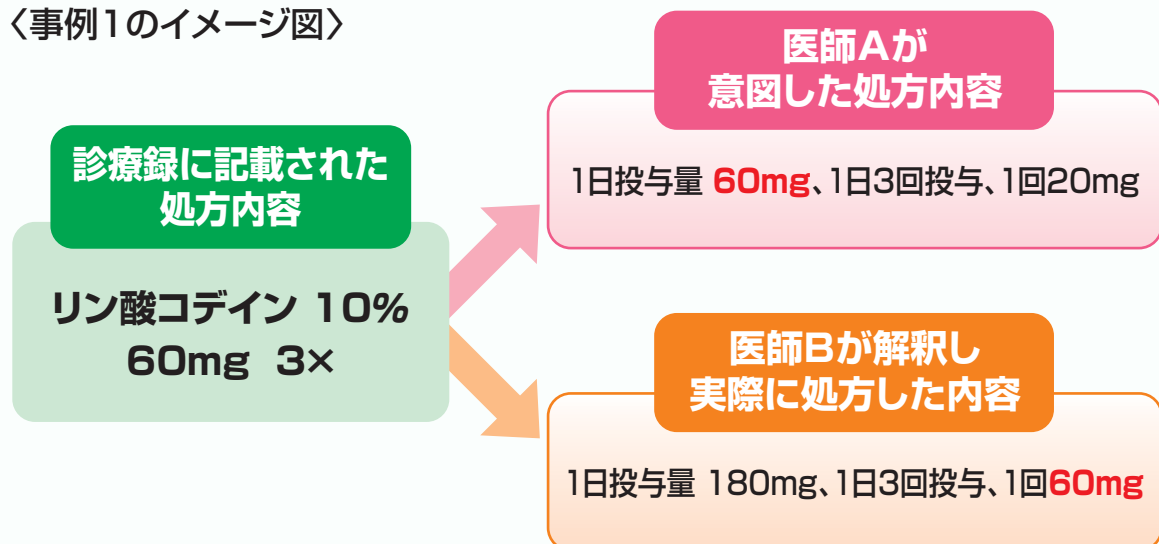 〈事例1のイメージ図〉
診療録に記載された
処方内容
リン酸コデイン 10%
60mg 3×
医師Aが
意図した処方内容
1日投与量 60mg、1日3回投与、1回20mg
医師Bが解釈し
実際に処方した内容
1日投与量 180mg、1日3回投与、1回60mg